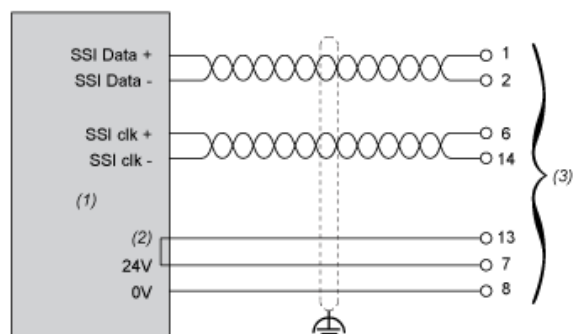 SSI Data + 1
SSI Data - 2
SSI clk + 6
SSI clk - 14
(1)
(3)
(2) 13
24V 7
0V 8